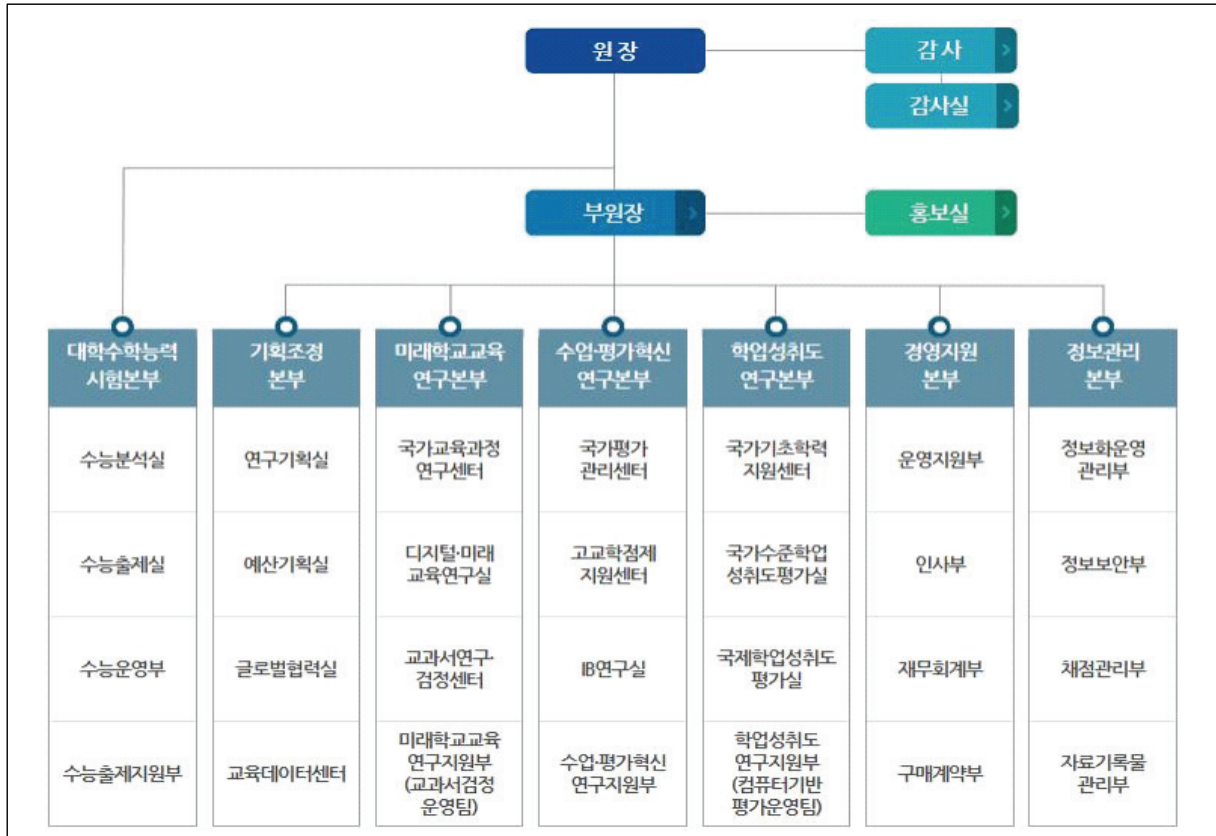 원장
감사
감사실
부원장
홍보실
대학수학능력
시험본부
수능분석실
수능출제실
수능운영부
수능출제지원부
기획조정
본부
연구기획실
예산기획실
글로벌협력실
교육데이터센터
미래학교교육
연구본부
국가교육과정
연구센터
디지털·미래
교육연구실
교과서연구·
검정센터
미래학교교육
연구지원부
(교과서검정
운영팀)
수업·평가혁신
연구본부
국가평가
관리센터
고교학점제
지원센터
IB연구실
수업·평가혁신
연구지원부
학업성취도
연구본부
국가기초학력
지원센터
국가수준학업
성취도평가실
국제학업성취도
평가실
학업성취도
연구지원부
(컴퓨터기반
평가운영팀)
경영지원
본부
운영지원부
인사부
재무회계부
구매계약부
정보관리
본부
정보화운영
관리부
정보보안부
채점관리부
자료기록물
관리부